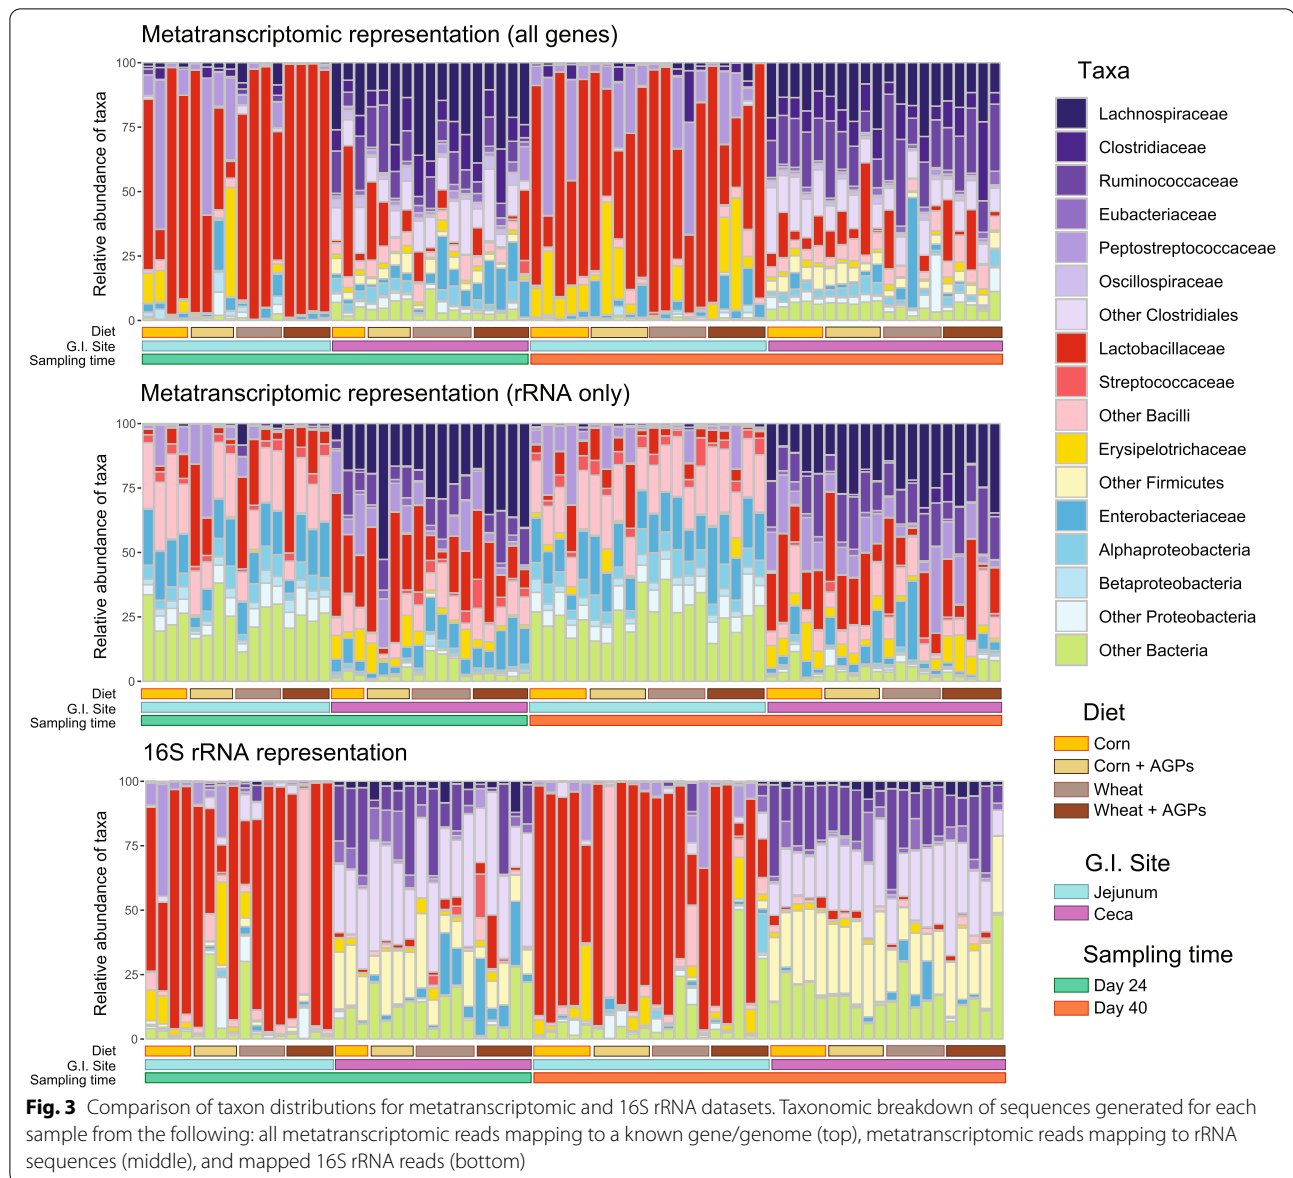 Metatranscriptomic representation (all genes)
Relative abundance of taxa
100
75
50
25
0
Diet
G.I. Site
Sampling time
Metatranscriptomic representation (rRNA only)
Relative abundance of taxa
100
75
50
25
0
Diet
G.I. Site
Sampling time
16S rRNA representation
Relative abundance of taxa
100
75
50
25
0
Diet
G.I. Site
Sampling time
Taxa
Lachnospiraceae
Clostridiaceae
Ruminococcaceae
Eubacteriaceae
Peptostreptococcaceae
Oscillospiraceae
Other Clostridiales
Lactobacillaceae
Streptococcaceae
Other Bacilli
Erysipelotrichaceae
Other Firmicutes
Enterobacteriaceae
Alphaproteobacteria
Betaproteobacteria
Other Proteobacteria
Other Bacteria
Diet
Corn
Corn + AGPs
Wheat
Wheat + AGPs
G.I. Site
Jejunum
Ceca
Sampling time
Day 24
Day 40
Fig. 3 Comparison of taxon distributions for metatranscriptomic and 16S rRNA datasets. Taxonomic breakdown of sequences generated for each
sample from the following: all metatranscriptomic reads mapping to a known gene/genome (top), metatranscriptomic reads mapping to rRNA
sequences (middle), and mapped 16S rRNA reads (bottom)